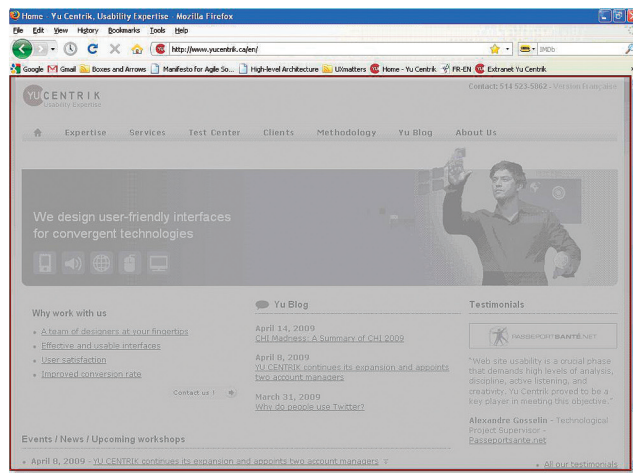 Home - Yu Centrik, Usability Expertise - Mozilla Firefox
File Edit View History Bookmarks Tools Help
http://www.yucentrik.ca/en/ IMDb
Google Gmail Boxes and Arrows Manifesto for Agile So... High-level Architecture UXmatters Home - Yu Centrik FR-EN Extranet Yu Centrik
YUCENTRIK
Usability Expertise
Contact: 514 523-5862 - Version Française
Expertise Services Test Center Clients Methodology Yu Blog About Us
We design user-friendly interfaces
for convergent technologies
Why work with us
A team of designers at your fingertips
Effective and usable interfaces
User satisfaction
Improved conversion rate
Contact us !
Yu Blog
April 14, 2009
CHI Madness: A Summary of CHI 2009
April 8, 2009
YU CENTRIK continues its expansion and appoints
two account managers
March 31, 2009
Why do people use Twitter?
Testimonials
PASSEPORTSANTÉ.NET
"Web site usability is a crucial phase
that demands high levels of analysis,
discipline, active listening, and
creativity. Yu Centrik proved to be a
key player in meeting this objective."
Alexandre Gosselin - Technological
Project Supervisor -
Passeportsante.net
All our testimonials
Events / News / Upcoming workshops
April 8, 2009 - YU CENTRIK continues its expansion and appoints two account managers